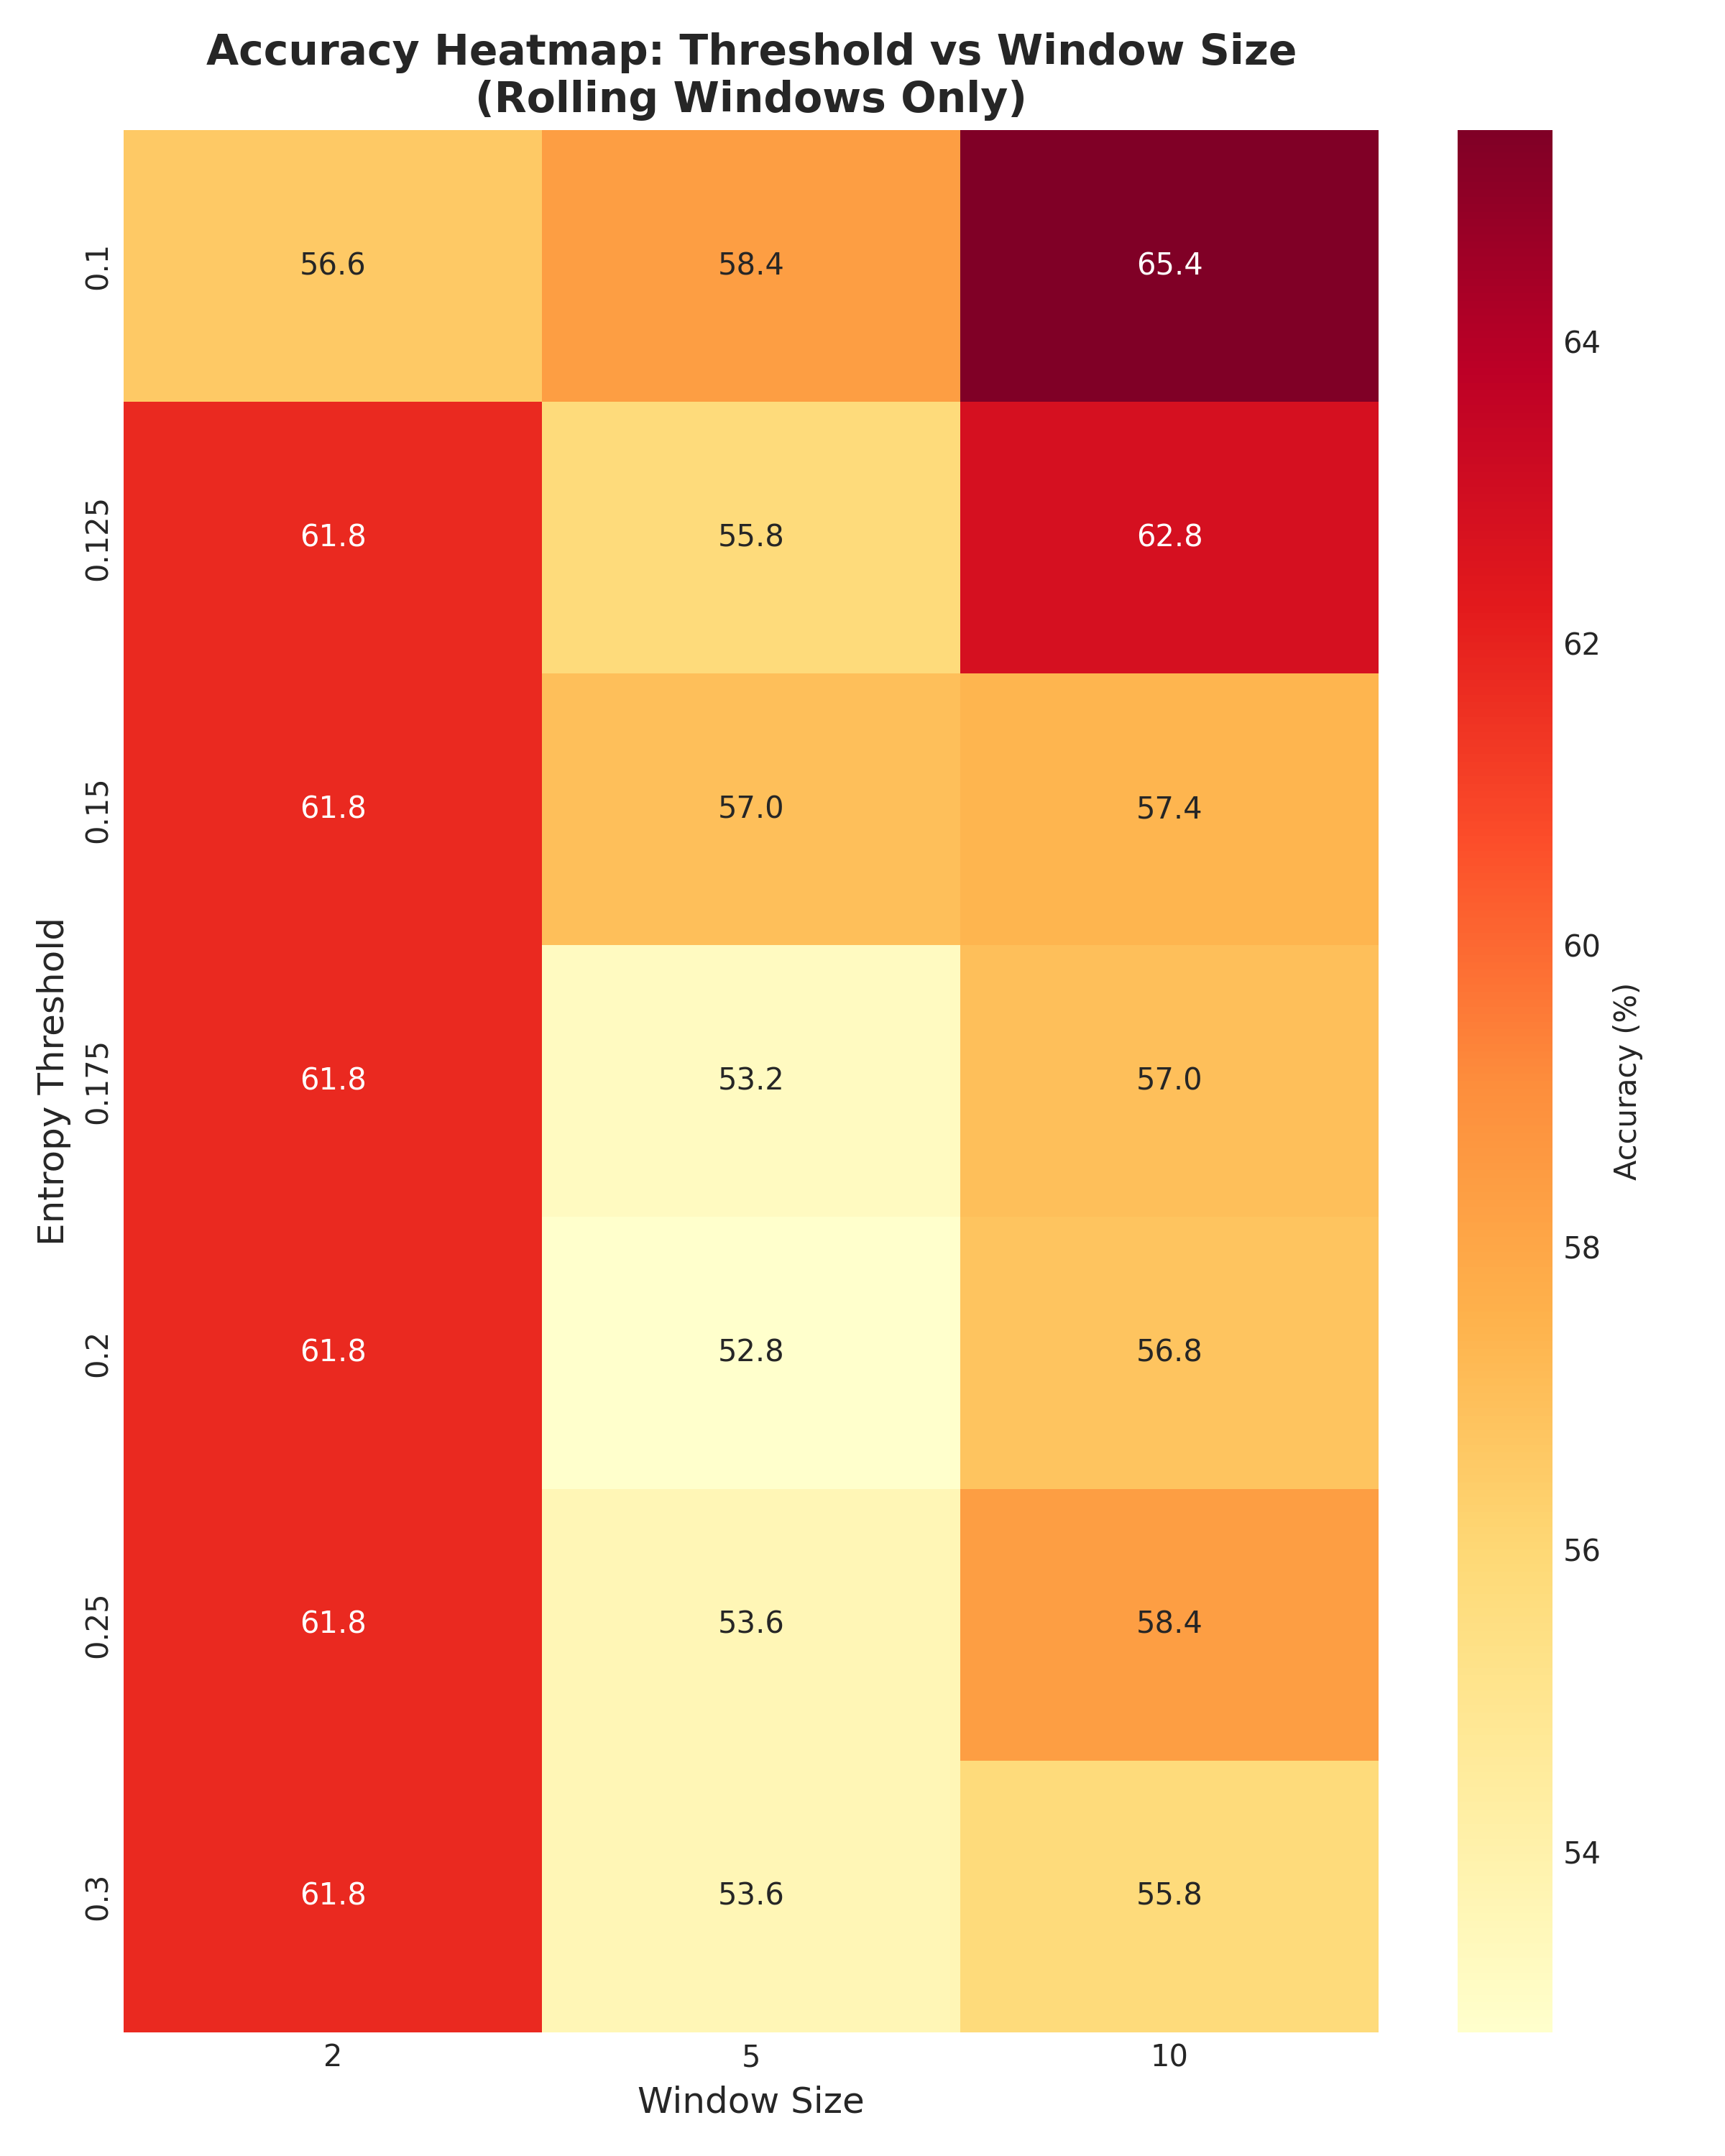 Accuracy Heatmap: Threshold vs Window Size
(Rolling Windows Only)
Entropy Threshold
0.1 56.6 58.4 65.4
0.125 61.8 55.8 62.8
0.15 61.8 57.0 57.4
0.175 61.8 53.2 57.0
0.2 61.8 52.8 56.8
0.25 61.8 53.6 58.4
0.3 61.8 53.6 55.8
2 5 10
Window Size
64
62
60
58
56
54
Accuracy (%)